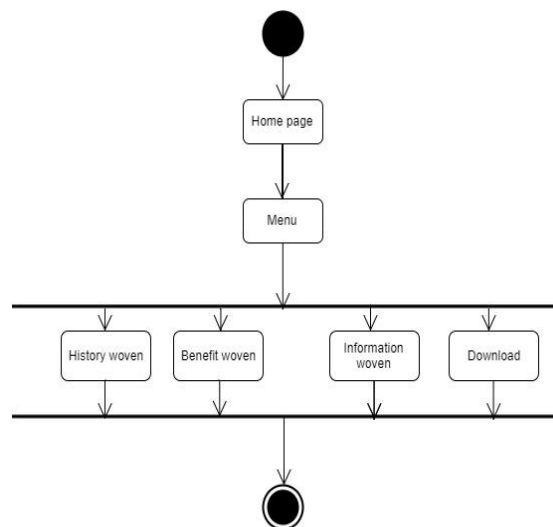 Home page
Menu
History woven
Benefit woven
Information
woven
Download